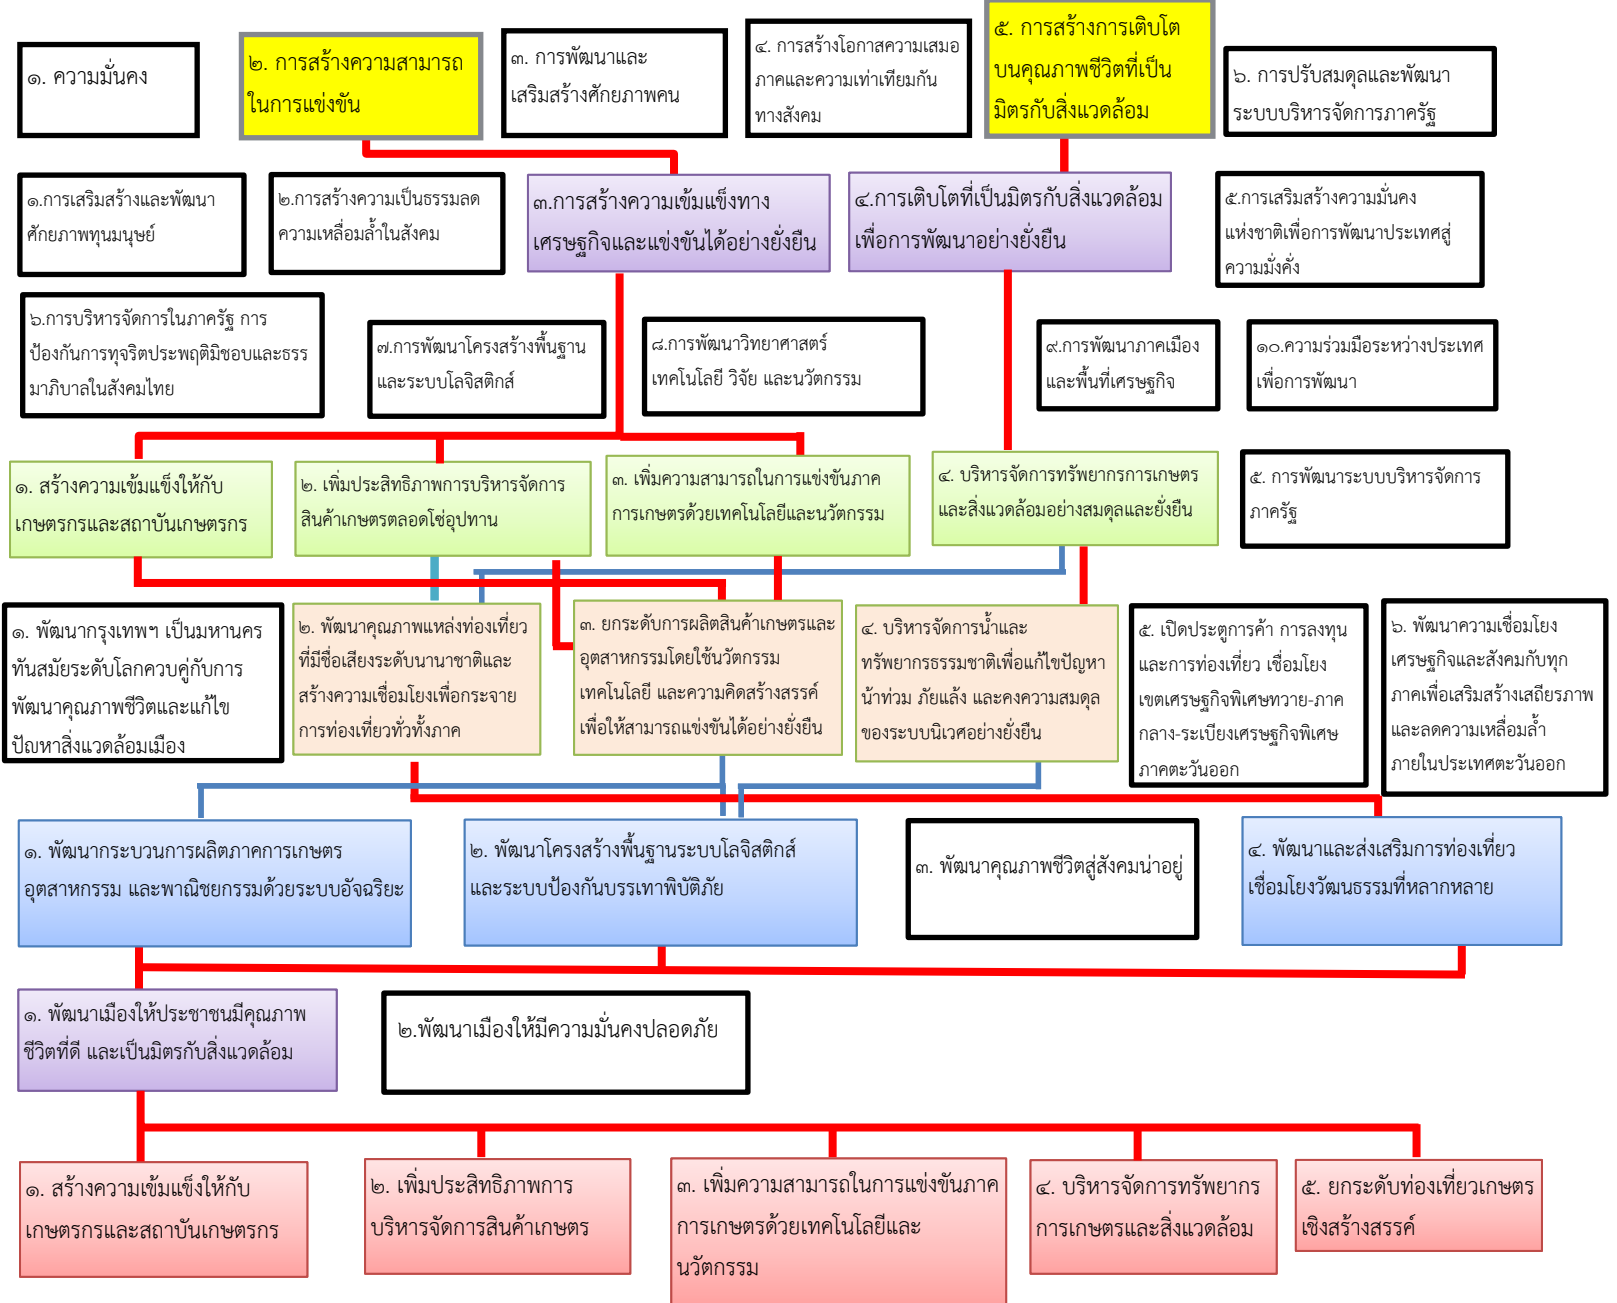 ๑. ความมั่นคง
๒. การสร้างความสามารถ
ในการแข่งขัน
๓. การพัฒนาและ
เสริมสร้างศักยภาพคน
๔. การสร้างโอกาสความเสมอ
ภาคและความเท่าเทียมกัน
ทางสังคม
๕. การสร้างการเติบโต
บนคุณภาพชีวิตที่เป็น
มิตรกับสิ่งแวดล้อม
๖. การปรับสมดุลและพัฒนา
ระบบบริหารจัดการภาครัฐ
๑.การเสริมสร้างและพัฒนา
ศักยภาพทุนมนุษย์
๒.การสร้างความเป็นธรรมลด
ความเหลื่อมล้ำในสังคม
๓.การสร้างความเข้มแข็งทาง
เศรษฐกิจและแข่งขันได้อย่างยั่งยืน
๔.การเติบโตที่เป็นมิตรกับสิ่งแวดล้อม
เพื่อการพัฒนาอย่างยั่งยืน
๕.การเสริมสร้างความมั่นคง
แห่งชาติเพื่อการพัฒนาประเทศสู่
ความมั่งคั่ง
๖.การบริหารจัดการในภาครัฐ การ
ป้องกันการทุจริตประพฤติมิชอบและธรร
มาภิบาลในสังคมไทย
๗.การพัฒนาโครงสร้างพื้นฐาน
และระบบโลจิสติกส์
๘.การพัฒนาวิทยาศาสตร์
เทคโนโลยี วิจัย และนวัตกรรม
๙.การพัฒนาภาคเมือง
และพื้นที่เศรษฐกิจ
๑๐.ความร่วมมือระหว่างประเทศ
เพื่อการพัฒนา
๑. สร้างความเข้มแข็งให้กับ
เกษตรกรและสถาบันเกษตรกร
๒. เพิ่มประสิทธิภาพการบริหารจัดการ
สินค้าเกษตรตลอดโซ่อุปทาน
๓. เพิ่มความสามารถในการแข่งขันภาค
การเกษตรด้วยเทคโนโลยีและนวัตกรรม
๔. บริหารจัดการทรัพยากรการเกษตร
และสิ่งแวดล้อมอย่างสมดุลและยั่งยืน
๕. การพัฒนาระบบบริหารจัดการ
ภาครัฐ
๑. พัฒนากรุงเทพฯ เป็นมหานคร
ทันสมัยระดับโลกควบคู่กับการ
พัฒนาคุณภาพชีวิตและแก้ไข
ปัญหาสิ่งแวดล้อมเมือง
๒. พัฒนาคุณภาพแหล่งท่องเที่ยว
ที่มีชื่อเสียงระดับนานาชาติและ
สร้างความเชื่อมโยงเพื่อกระจาย
การท่องเที่ยวทั่วทั้งภาค
๓. ยกระดับการผลิตสินค้าเกษตรและ
อุตสาหกรรมโดยใช้นวัตกรรม
เทคโนโลยี และความคิดสร้างสรรค์
เพื่อให้สามารถแข่งขันได้อย่างยั่งยืน
๔. บริหารจัดการน้ำและ
ทรัพยากรธรรมชาติเพื่อแก้ไขปัญหา
น้าท่วม ภัยแล้ง และคงความสมดุล
ของระบบนิเวศอย่างยั่งยืน
๕. เปิดประตูการค้า การลงทุน
และการท่องเที่ยว เชื่อมโยง
เขตเศรษฐกิจพิเศษทวาย-ภาค
กลาง-ระเบียงเศรษฐกิจพิเศษ
ภาคตะวันออก
๖. พัฒนาความเชื่อมโยง
เศรษฐกิจและสังคมกับทุก
ภาคเพื่อเสริมสร้างเสถียรภาพ
และลดความเหลื่อมล้ำ
ภายในประเทศตะวันออก
๑. พัฒนากระบวนการผลิตภาคการเกษตร
อุตสาหกรรม และพาณิชยกรรมด้วยระบบอัจฉริยะ
๒. พัฒนาโครงสร้างพื้นฐานระบบโลจิสติกส์
และระบบป้องกันบรรเทาพิบัติภัย
๓. พัฒนาคุณภาพชีวิตสู่สังคมน่าอยู่
๔. พัฒนาและส่งเสริมการท่องเที่ยว
เชื่อมโยงวัฒนธรรมที่หลากหลาย
๑. พัฒนาเมืองให้ประชาชนมีคุณภาพ
ชีวิตที่ดี และเป็นมิตรกับสิ่งแวดล้อม
๒.พัฒนาเมืองให้มีความมั่นคงปลอดภัย
๑. สร้างความเข้มแข็งให้กับ
เกษตรกรและสถาบันเกษตรกร
๒. เพิ่มประสิทธิภาพการ
บริหารจัดการสินค้าเกษตร
๓. เพิ่มความสามารถในการแข่งขันภาค
การเกษตรด้วยเทคโนโลยีและ
นวัตกรรม
๔. บริหารจัดการทรัพยากร
การเกษตรและสิ่งแวดล้อม
๕. ยกระดับท่องเที่ยวเกษตร
เชิงสร้างสรรค์